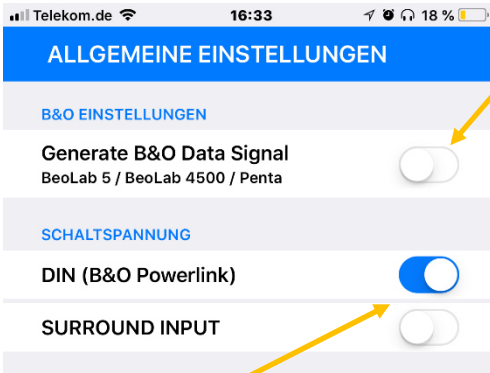 Telekom.de 16:33 18 %
ALLGEMEINE EINSTELLUNGEN
B&O EINSTELLUNGEN
Generate B&O Data Signal
BeoLab 5 / BeoLab 4500 / Penta
SCHALTSPANNUNG
DIN (B&O Powerlink)
SURROUND INPUT